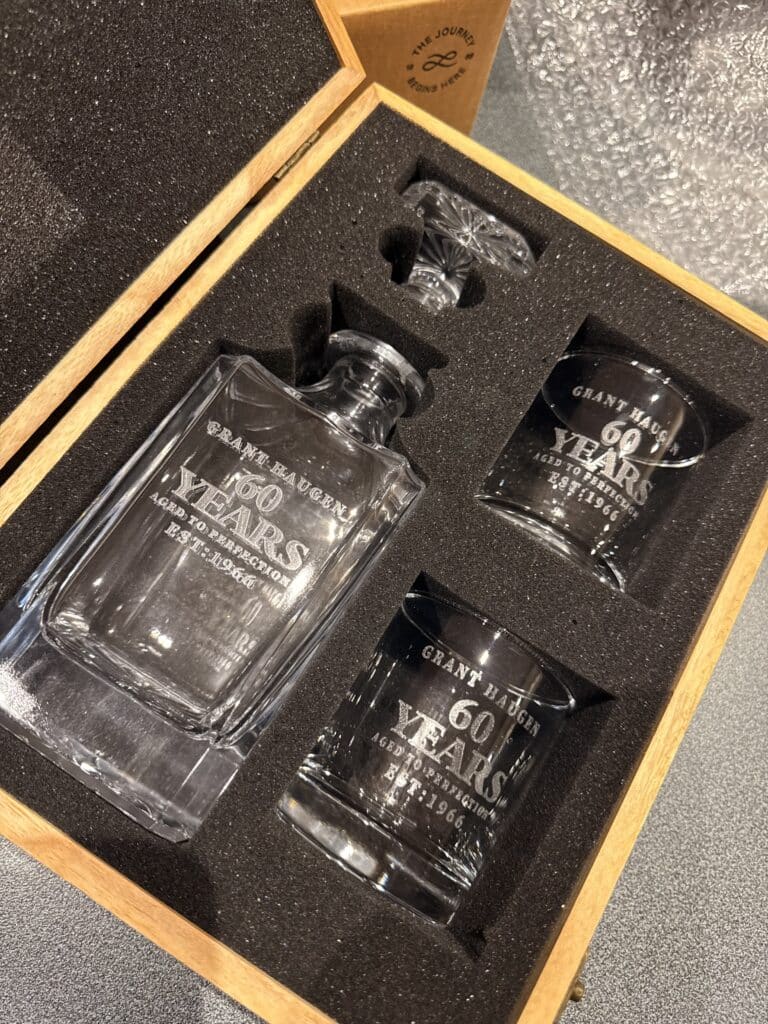 THE JOURNEY
BEGINS HERE
GRANT HAUGEN
60
YEARS
AGED TO PERFECTION
EST:1966
GRANT HAUGEN
60
YEARS
AGED TO PERFECTION
EST:1966
GRANT HAUGEN
60
YEARS
AGED TO PERFECTION
EST:1966